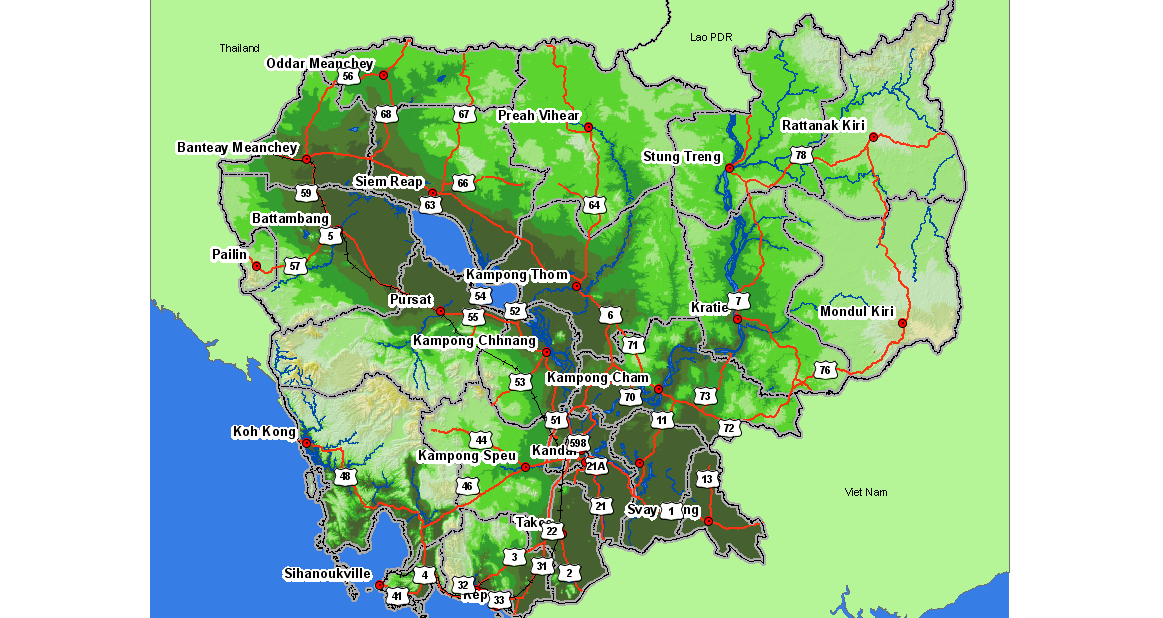 Lao PDR
Thailand
Oddar Meanchey
56
68
67
Preah Vihear
Rattanak Kiri
Banteay Meanchey
Stung Treng
78
Siem Reap
66
59
63
64
Battambang
5
Pailin
57
Kampong Thom
54
Pursat
55
52
6
7
Kratie
Mondul Kiri
Kampong Chhnang
71
76
53
Kampong Cham
70
73
51
11
72
Koh Kong
44
598
Kampong Speu
21A
48
46
13
Viet Nam
21
1
22
3
31
2
Sihanoukville
4
32
41
33